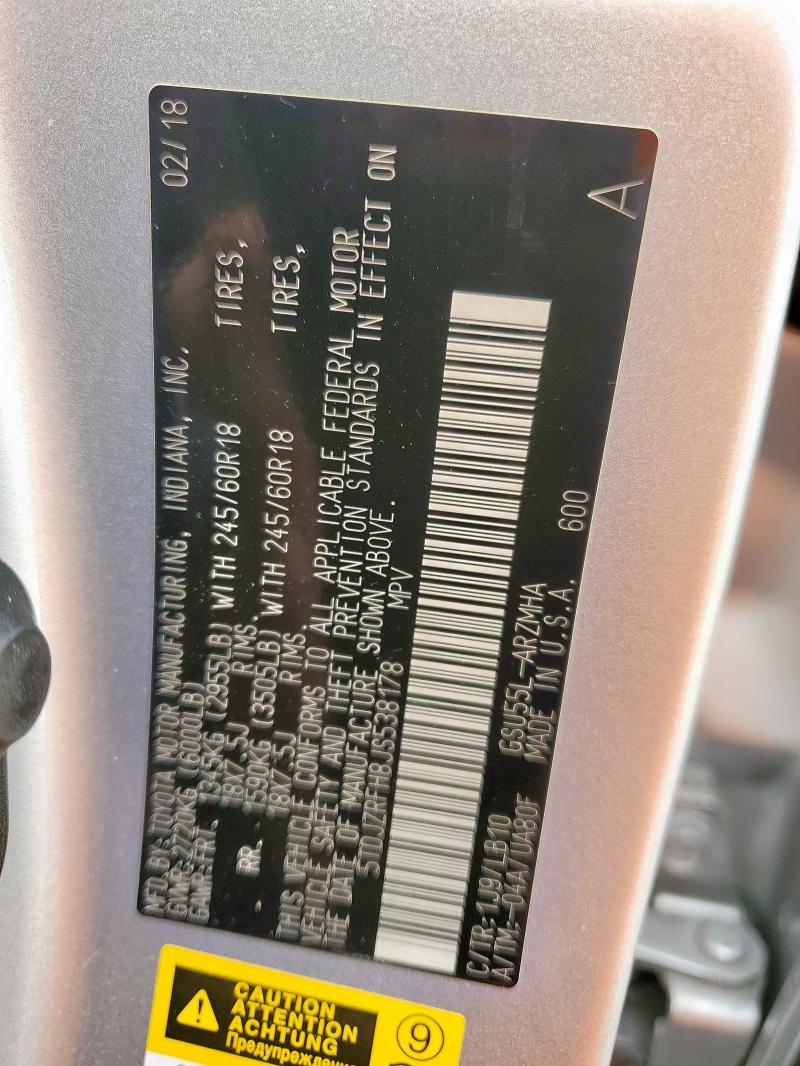 MFD. BY: TOYOTA MOTOR MANUFACTURING, INDIANA, INC. 02/18
GVWR: 2720KG (6000LB)
GAWR: FRT. 1345KG (2955LB) WITH 245/60R18 TIRES,
18X7.5J RIMS.
- RR. 1590KG (3505LB) WITH 245/60R18 TIRES,
18X7.5J RIMS.
THIS VEHICLE CONFORMS TO ALL APPLICABLE FEDERAL MOTOR
VEHICLE SAFETY AND THEFT PREVENTION STANDARDS IN EFFECT ON
THE DATE OF MANUFACTURE SHOWN ABOVE.
5TDJZRFH8JS538178 MPV
C/TR: 1J9/LB10 GSU55L-ARZMHA
A/TM: -04A/UA80F MADE IN U.S.A. 600 A
CAUTION
ATTENTION
ACHTUNG
Предупреждение
9